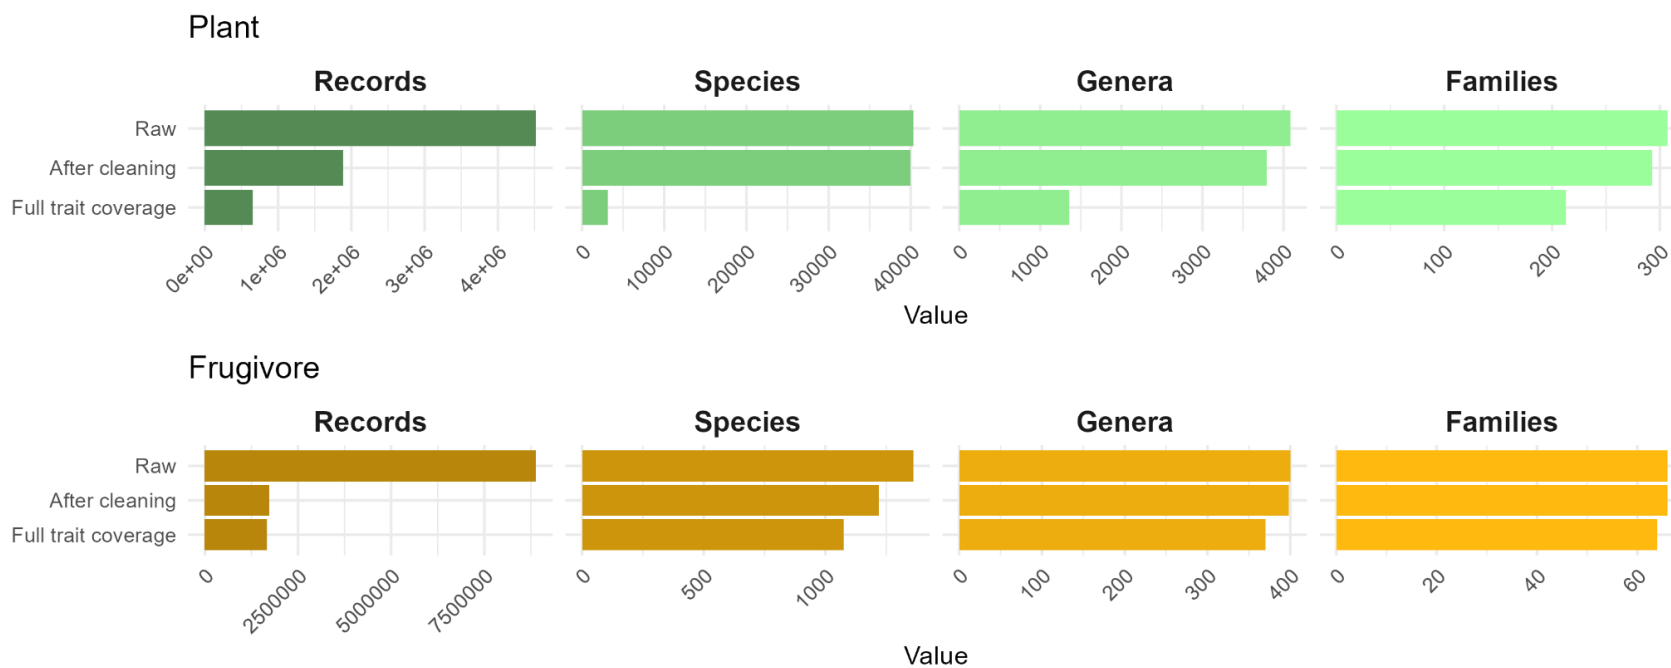 Plant
Records Species Genera Families
Raw
After cleaning
Full trait coverage
0e+00 1e+06 2e+06 3e+06 4e+06 0 10000 20000 30000 40000 0 1000 2000 3000 4000 0 100 200 300
Value
Frugivore
Records Species Genera Families
Raw
After cleaning
Full trait coverage
0 2500000 5000000 7500000 0 500 1000 0 100 200 300 400 0 20 40 60
Value